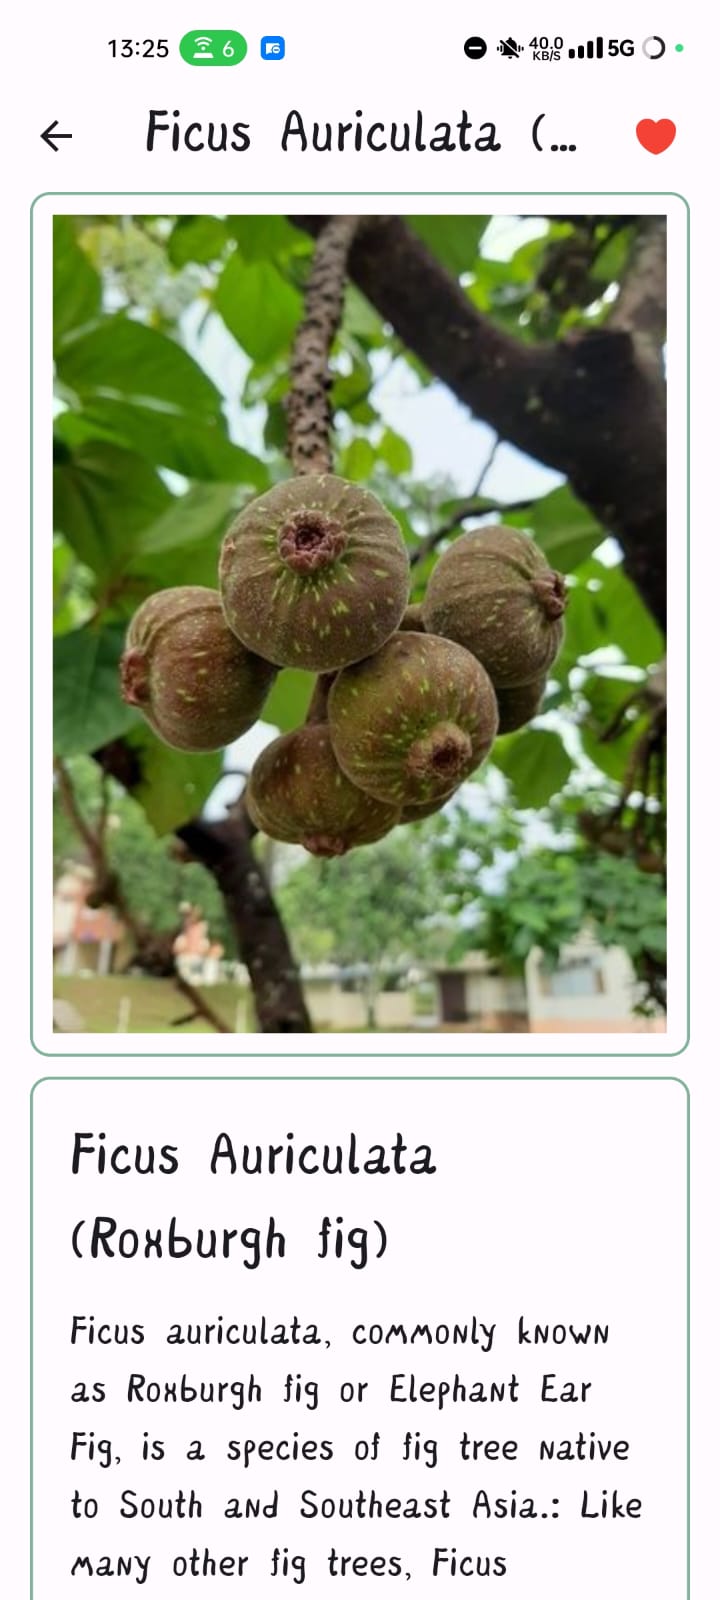 13:25 6 40.0 KB/S 5G
Ficus Auriculata (...
Ficus Auriculata
(Roxburgh fig)
Ficus auriculata, commonly known
as Roxburgh fig or Elephant Ear
Fig, is a species of fig tree native
to South and Southeast Asia.: Like
many other fig trees, Ficus